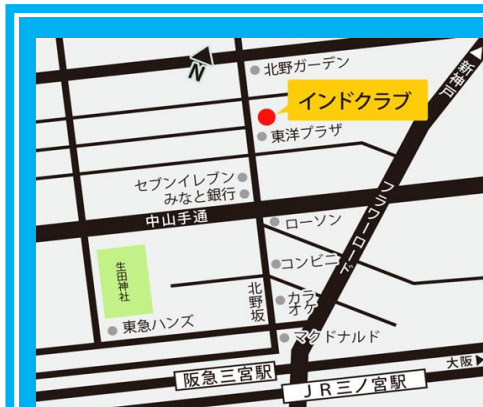 N
北野ガーデン
新神戸
インドクラブ
東洋プラザ
セブンイレブン
みなと銀行
フラワーロード
中山手通
ローソン
生田神社
コンビニ
北野坂
カラ
オケ
東急ハンズ
マクドナルド
大阪
阪急三宮駅
JR三ノ宮駅